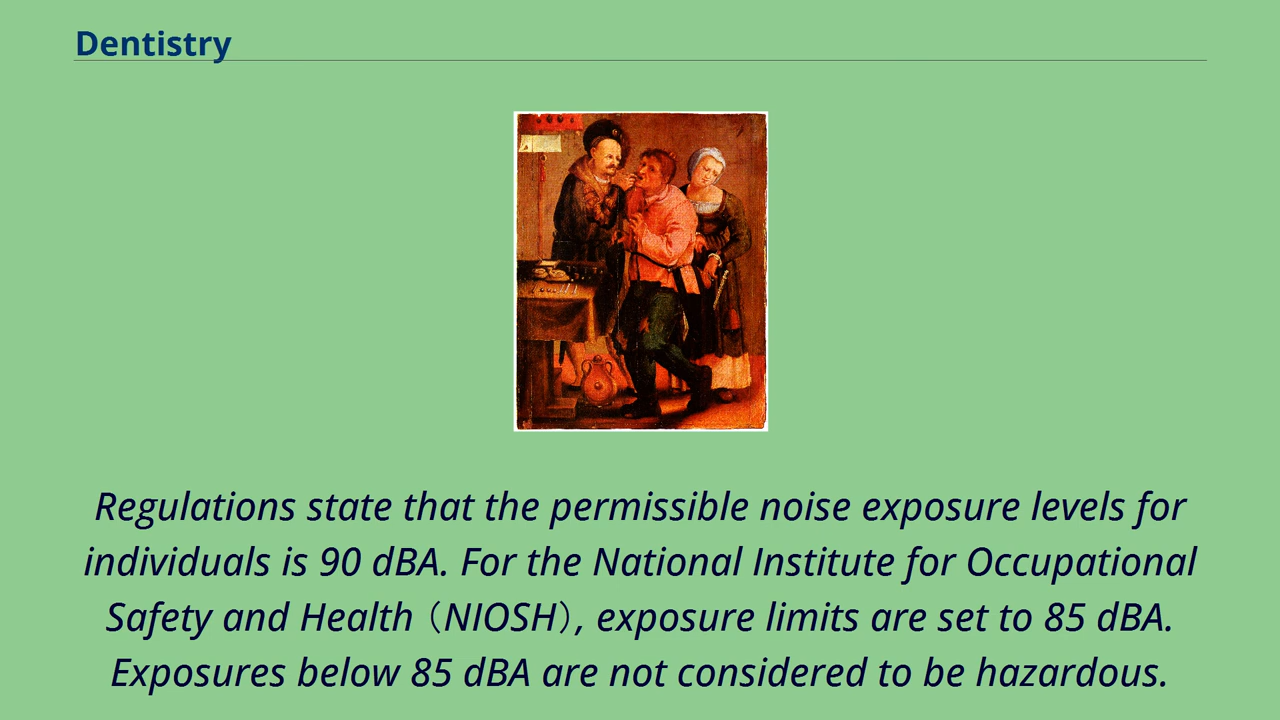 Dentistry
Regulations state that the permissible noise exposure levels for
individuals is 90 dBA. For the National Institute for Occupational
Safety and Health（NIOSH）, exposure limits are set to 85 dBA.
Exposures below 85 dBA are not considered to be hazardous.